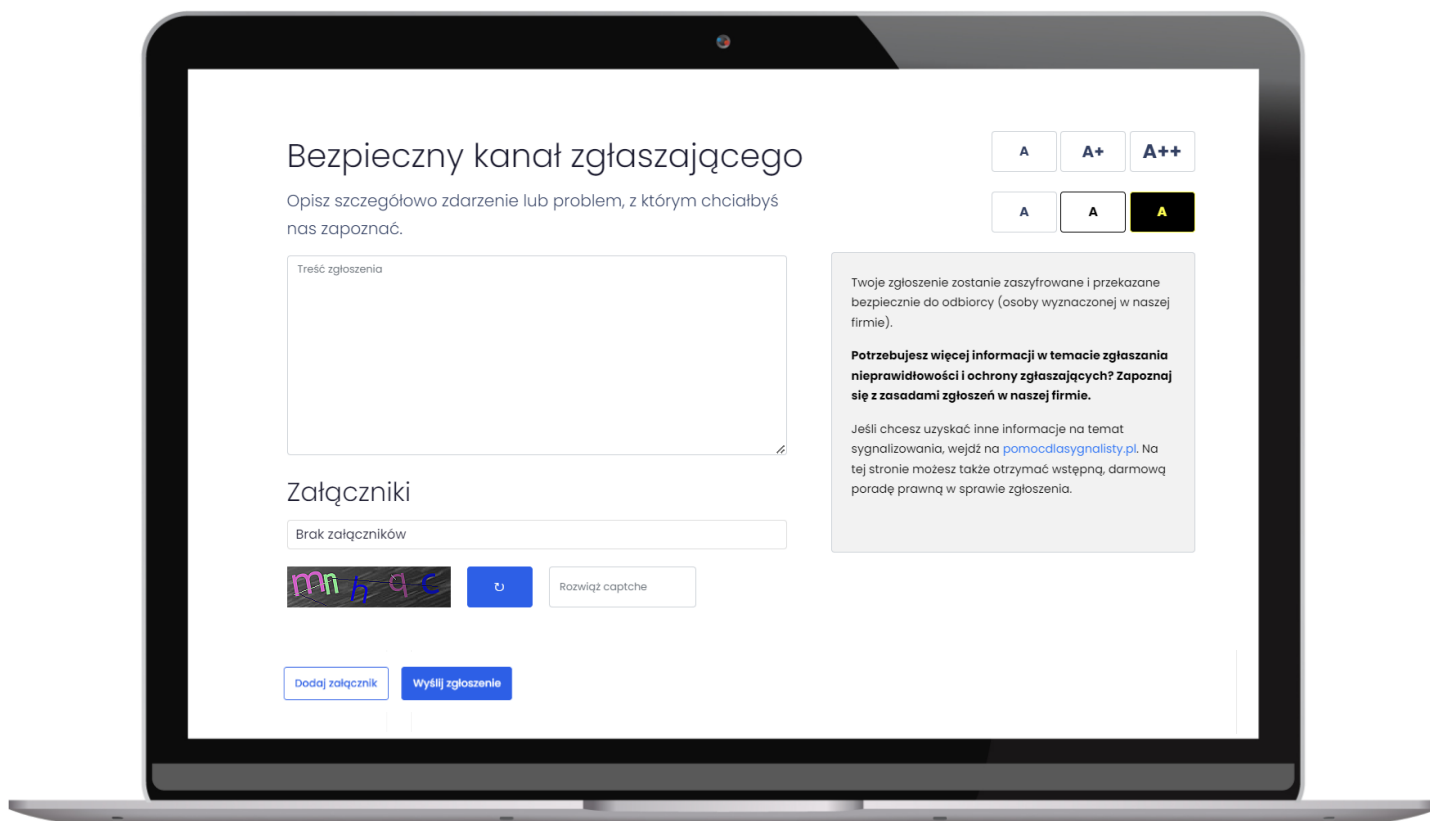 Bezpieczny kanał zgłaszającego
A
A+
A++
Opisz szczegółowo zdarzenie lub problem, z którym chciałbyś
nas zapoznać.
A
A
A
Treść zgłoszenia
Twoje zgłoszenie zostanie zaszyfrowane i przekazane
bezpiecznie do odbiorcy (osoby wyznaczonej w naszej
firmie).
Potrzebujesz więcej informacji w temacie zgłaszania
nieprawidłowości i ochrony zgłaszających? Zapoznaj
się z zasadami zgłoszeń w naszej firmie.
Jeśli chcesz uzyskać inne informacje na temat
sygnalizowania, wejdź na pomocdlasygnalisty.pl. Na
tej stronie możesz także otrzymać wstępną, darmową
poradę prawną w sprawie zgłoszenia.
Załączniki
Brak załączników
mnhqc
Rozwiąż captche
Dodaj załącznik
Wyślij zgłoszenie